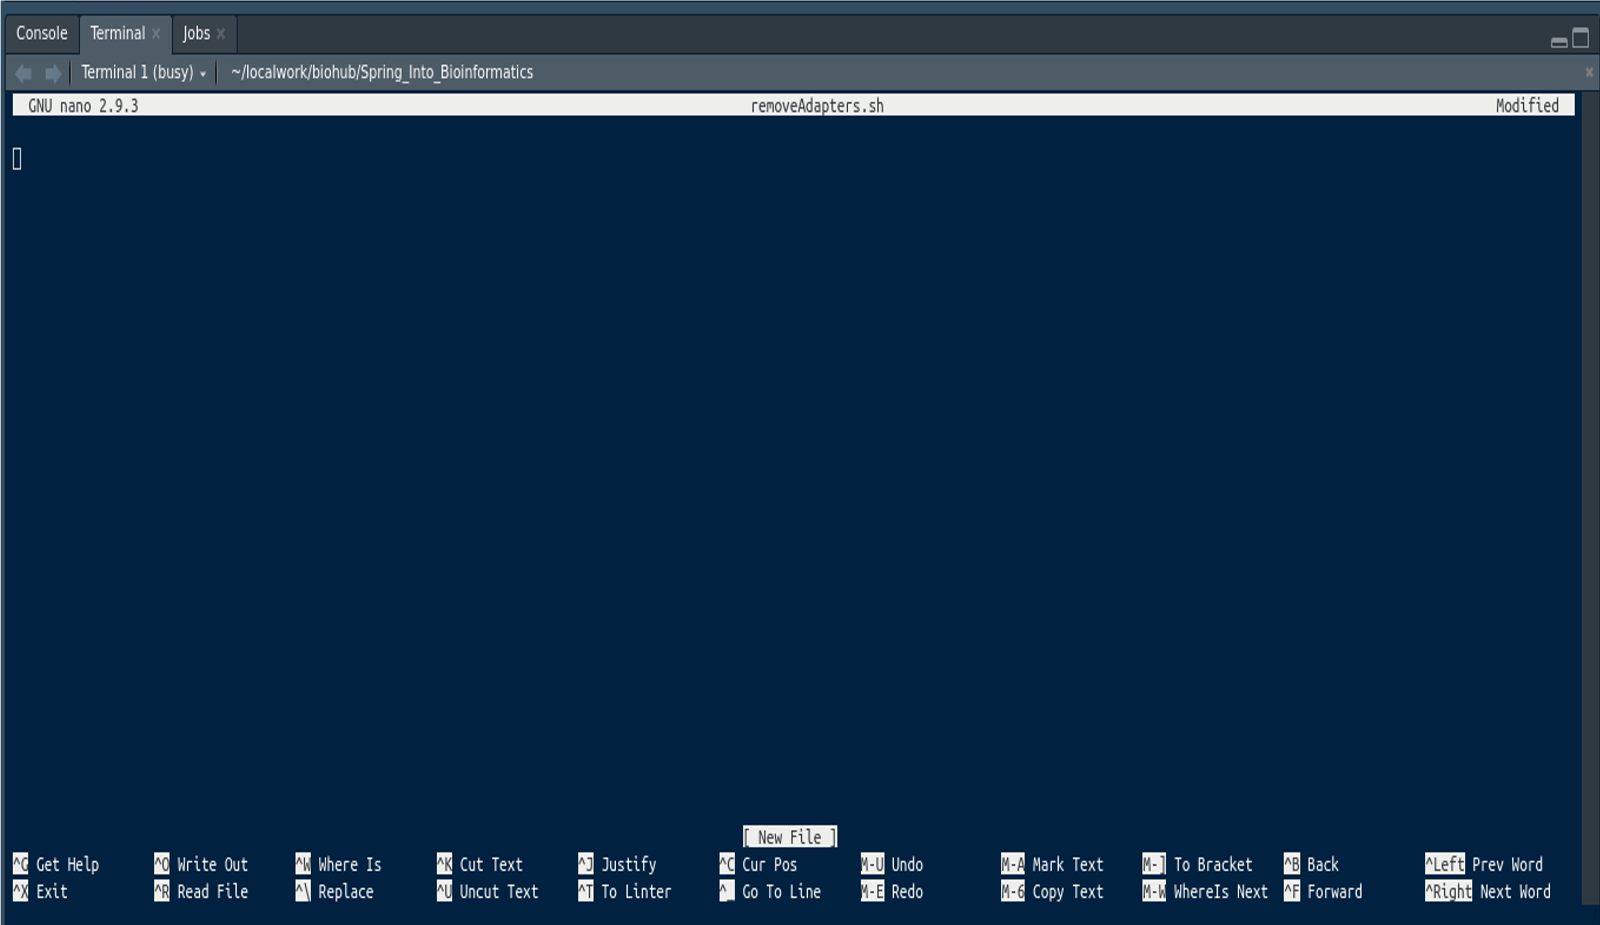 Console Terminal × Jobs ×
Terminal 1 (busy) ~/localwork/biohub/Spring_Into_Bioinformatics
GNU nano 2.9.3 removeAdapters.sh Modified
[ New File ]
^G Get Help ^O Write Out ^W Where Is ^K Cut Text ^J Justify ^C Cur Pos M-U Undo M-A Mark Text M-] To Bracket ^B Back ^Left Prev Word
^X Exit ^R Read File ^\ Replace ^U Uncut Text ^T To Linter ^_ Go To Line M-E Redo M-6 Copy Text M-W WhereIs Next ^F Forward ^Right Next Word